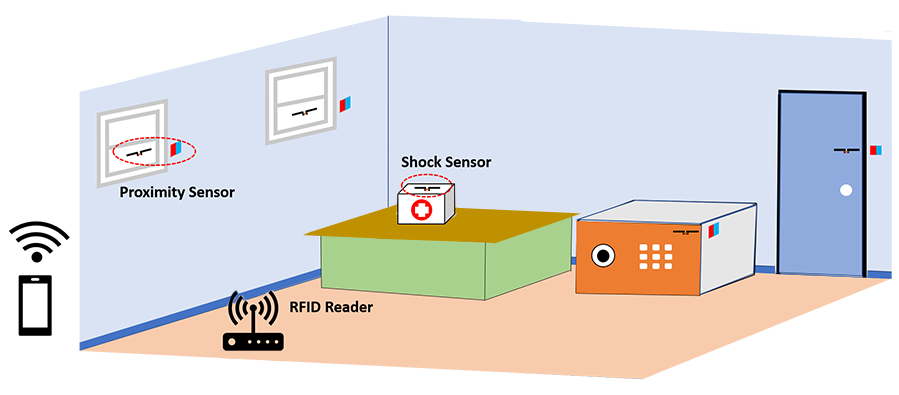 Shock Sensor
Proximity Sensor
RFID Reader